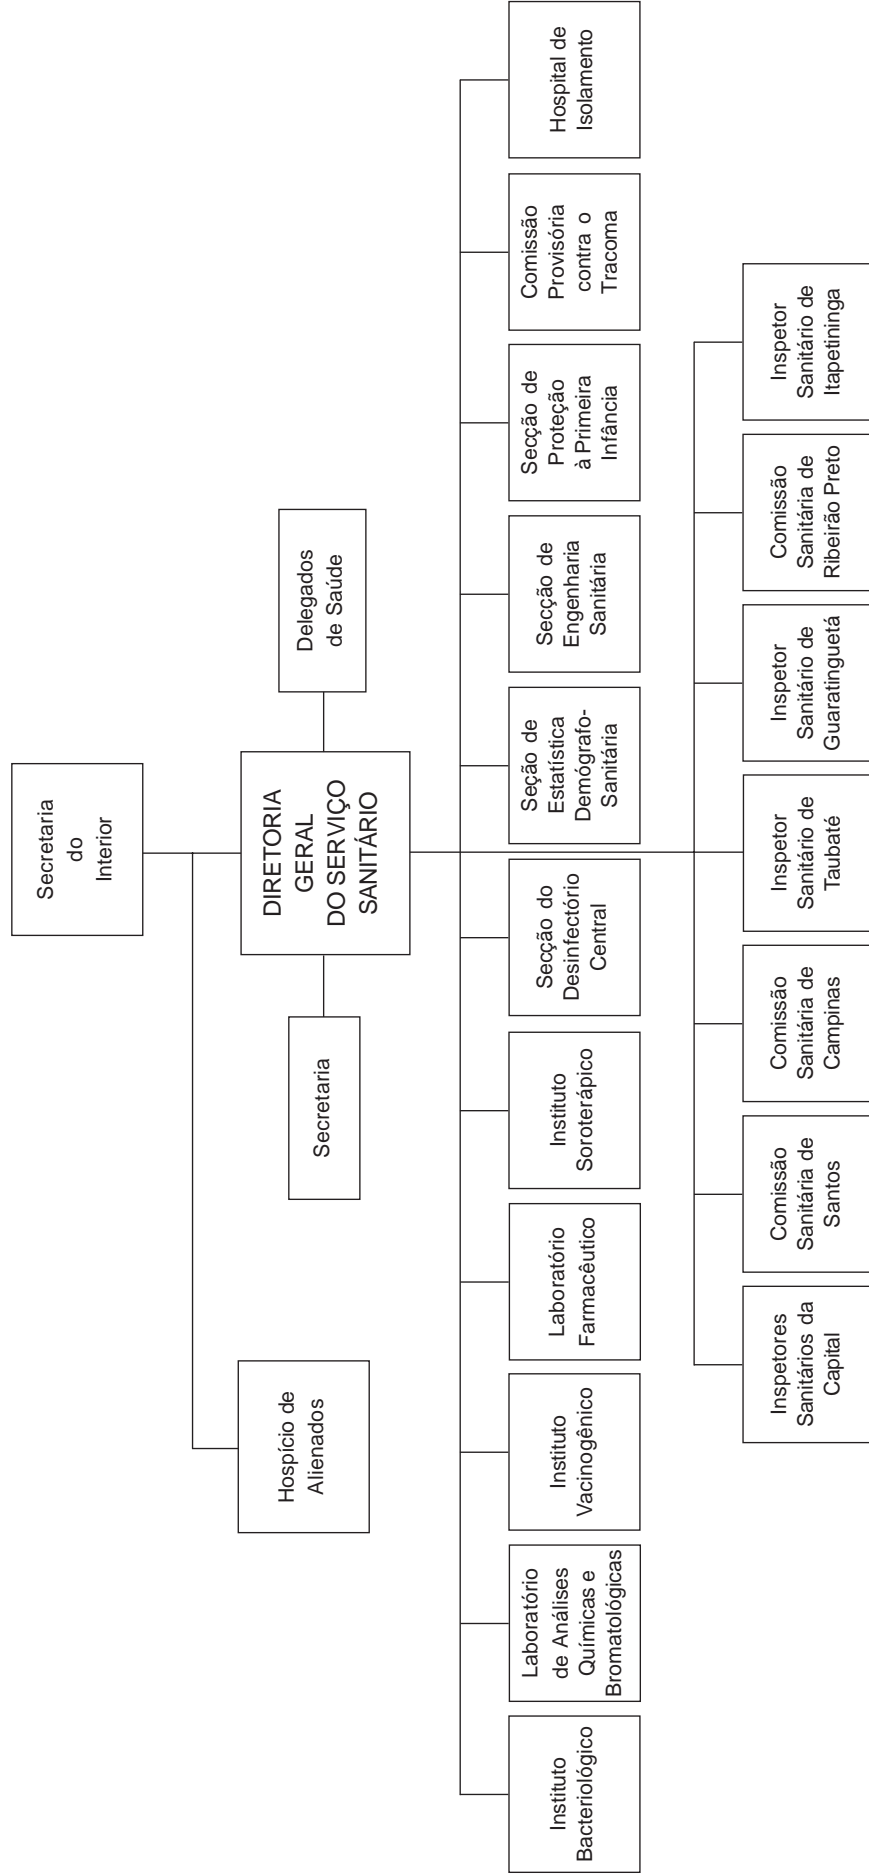 Secretaria
do
Interior
Hospício de
Alienados
Secretaria
DIRETORIA
GERAL
DO SERVIÇO
SANITÁRIO
Delegados
de Saúde
Instituto
Bacteriológico
Laboratório
de Análises
Químicas e
Bromatológicas
Instituto
Vacinogênico
Laboratório
Farmacêutico
Instituto
Soroterápico
Secção do
Desinfectório
Central
Seção de
Estatística
Demógrafo-
Sanitária
Secção de
Engenharia
Sanitária
Secção de
Proteção
à Primeira
Infância
Comissão
Provisória
contra o
Tracoma
Hospital de
Isolamento
Inspetores
Sanitários da
Capital
Comissão
Sanitária de
Santos
Comissão
Sanitária de
Campinas
Inspetor
Sanitário de
Taubaté
Inspetor
Sanitário de
Guaratinguetá
Comissão
Sanitária de
Ribeirão Preto
Inspetor
Sanitário de
Itapetininga